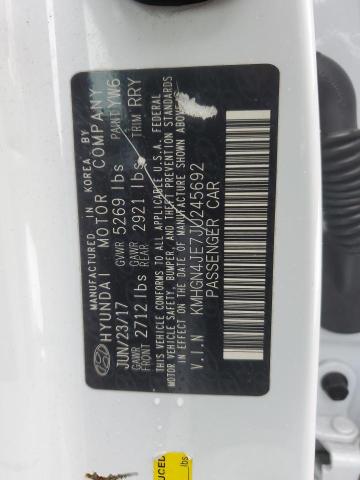 MANUFACTURED IN KOREA BY
HYUNDAI MOTOR COMPANY
JUN/23/17 GVWR 5269 lbs PAINT YW6
GAWR FRONT 2712 lbs GAWR REAR 2921 lbs TRIM RRY
THIS VEHICLE CONFORMS TO ALL APPLICABLE U.S.A. FEDERAL
MOTOR VEHICLE SAFETY, BUMPER, AND THEFT PREVENTION STANDARDS
IN EFFECT ON THE DATE OF MANUFACTURE SHOWN ABOVE.
V.I.N KMHGN4JE7JU245692
PASSENGER CAR
UCED
lbs